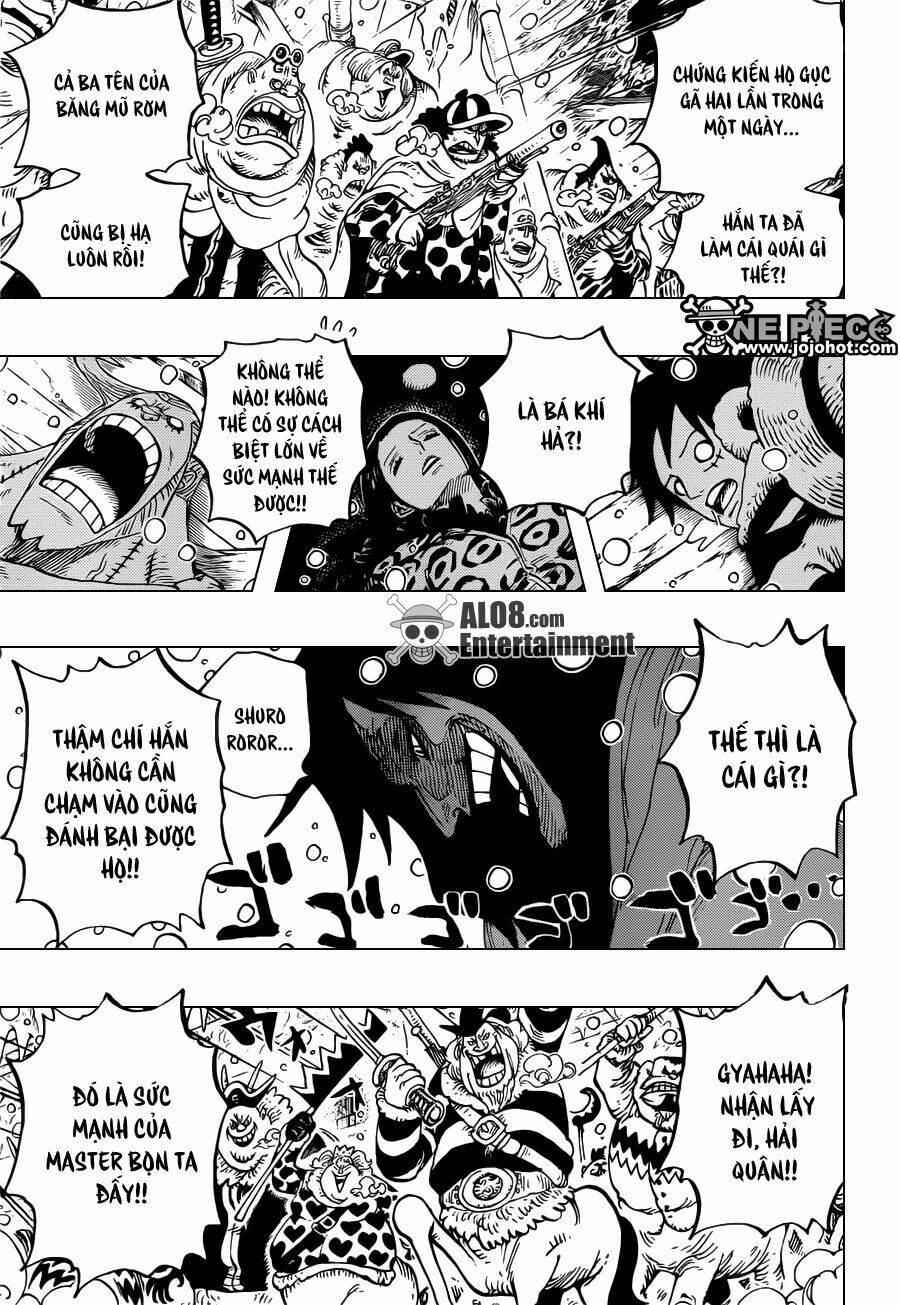 CHỨNG KIẾN HỌ GỤC
GÃ HAI LẦN TRONG
MỘT NGÀY...
HẮN TA ĐÃ
LÀM CÁI QUÁI GÌ
THẾ?!
CẢ BA TÊN CỦA
BĂNG MŨ RƠM
CŨNG BỊ HẠ
LUÔN RỒI!
ONE PIECE
www.jojohot.com
LÀ BÁ KHÍ
HẢ?!
KHÔNG THỂ
NÀO! KHÔNG
THỂ CÓ SỰ CÁCH
BIỆT LỚN VỀ
SỨC MẠNH THẾ
ĐƯỢC!!
ALO8.com
Entertainment
THẾ THÌ LÀ
CÁI GÌ?!
SHURO
ROROR...
THẬM CHÍ HẮN
KHÔNG CẦN
CHẠM VÀO CŨNG
ĐÁNH BẠI ĐƯỢC
HỌ!!
ゴゴゴゴ...
GYAHAHA!
NHẬN LẤY
ĐI, HẢI
QUÂN!!
ĐÓ LÀ SỨC
MẠNH CỦA
MASTER BỌN TA
ĐẤY!!